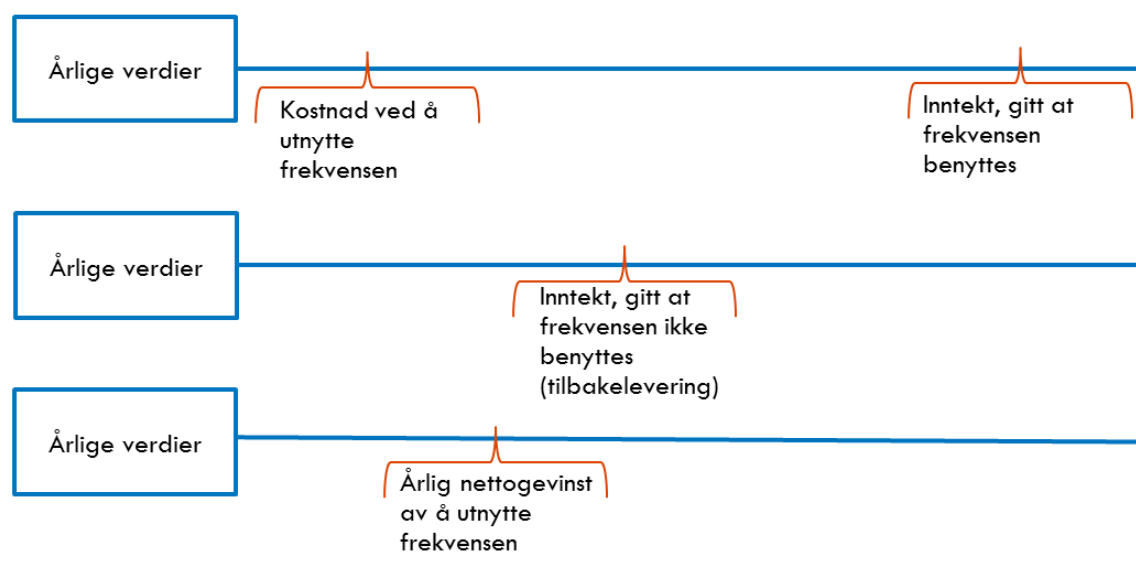 Årlige verdier
Kostnad ved å
utnytte
frekvensen
Inntekt, gitt at
frekvensen
benyttes
Årlige verdier
Inntekt, gitt at
frekvensen ikke
benyttes
(tilbakelevering)
Årlige verdier
Årlig nettogevinst
av å utnytte
frekvensen